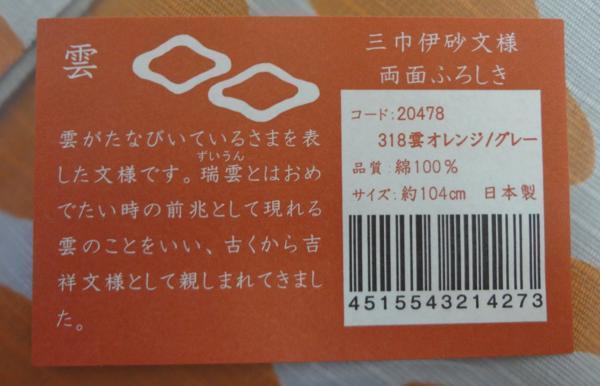 雲
雲がたなびいているさまを表
ずいうん
した文様です。瑞雲とはおめ
でたい時の前兆として現れる
雲のことをいい、古くから吉
祥文様として親しまれてきまし
た。
三巾伊砂文様
両面ふろしき
コード:20478
318雲オレンジ/グレー
品質:綿100%
サイズ:約104cm 日本製
4515543214273